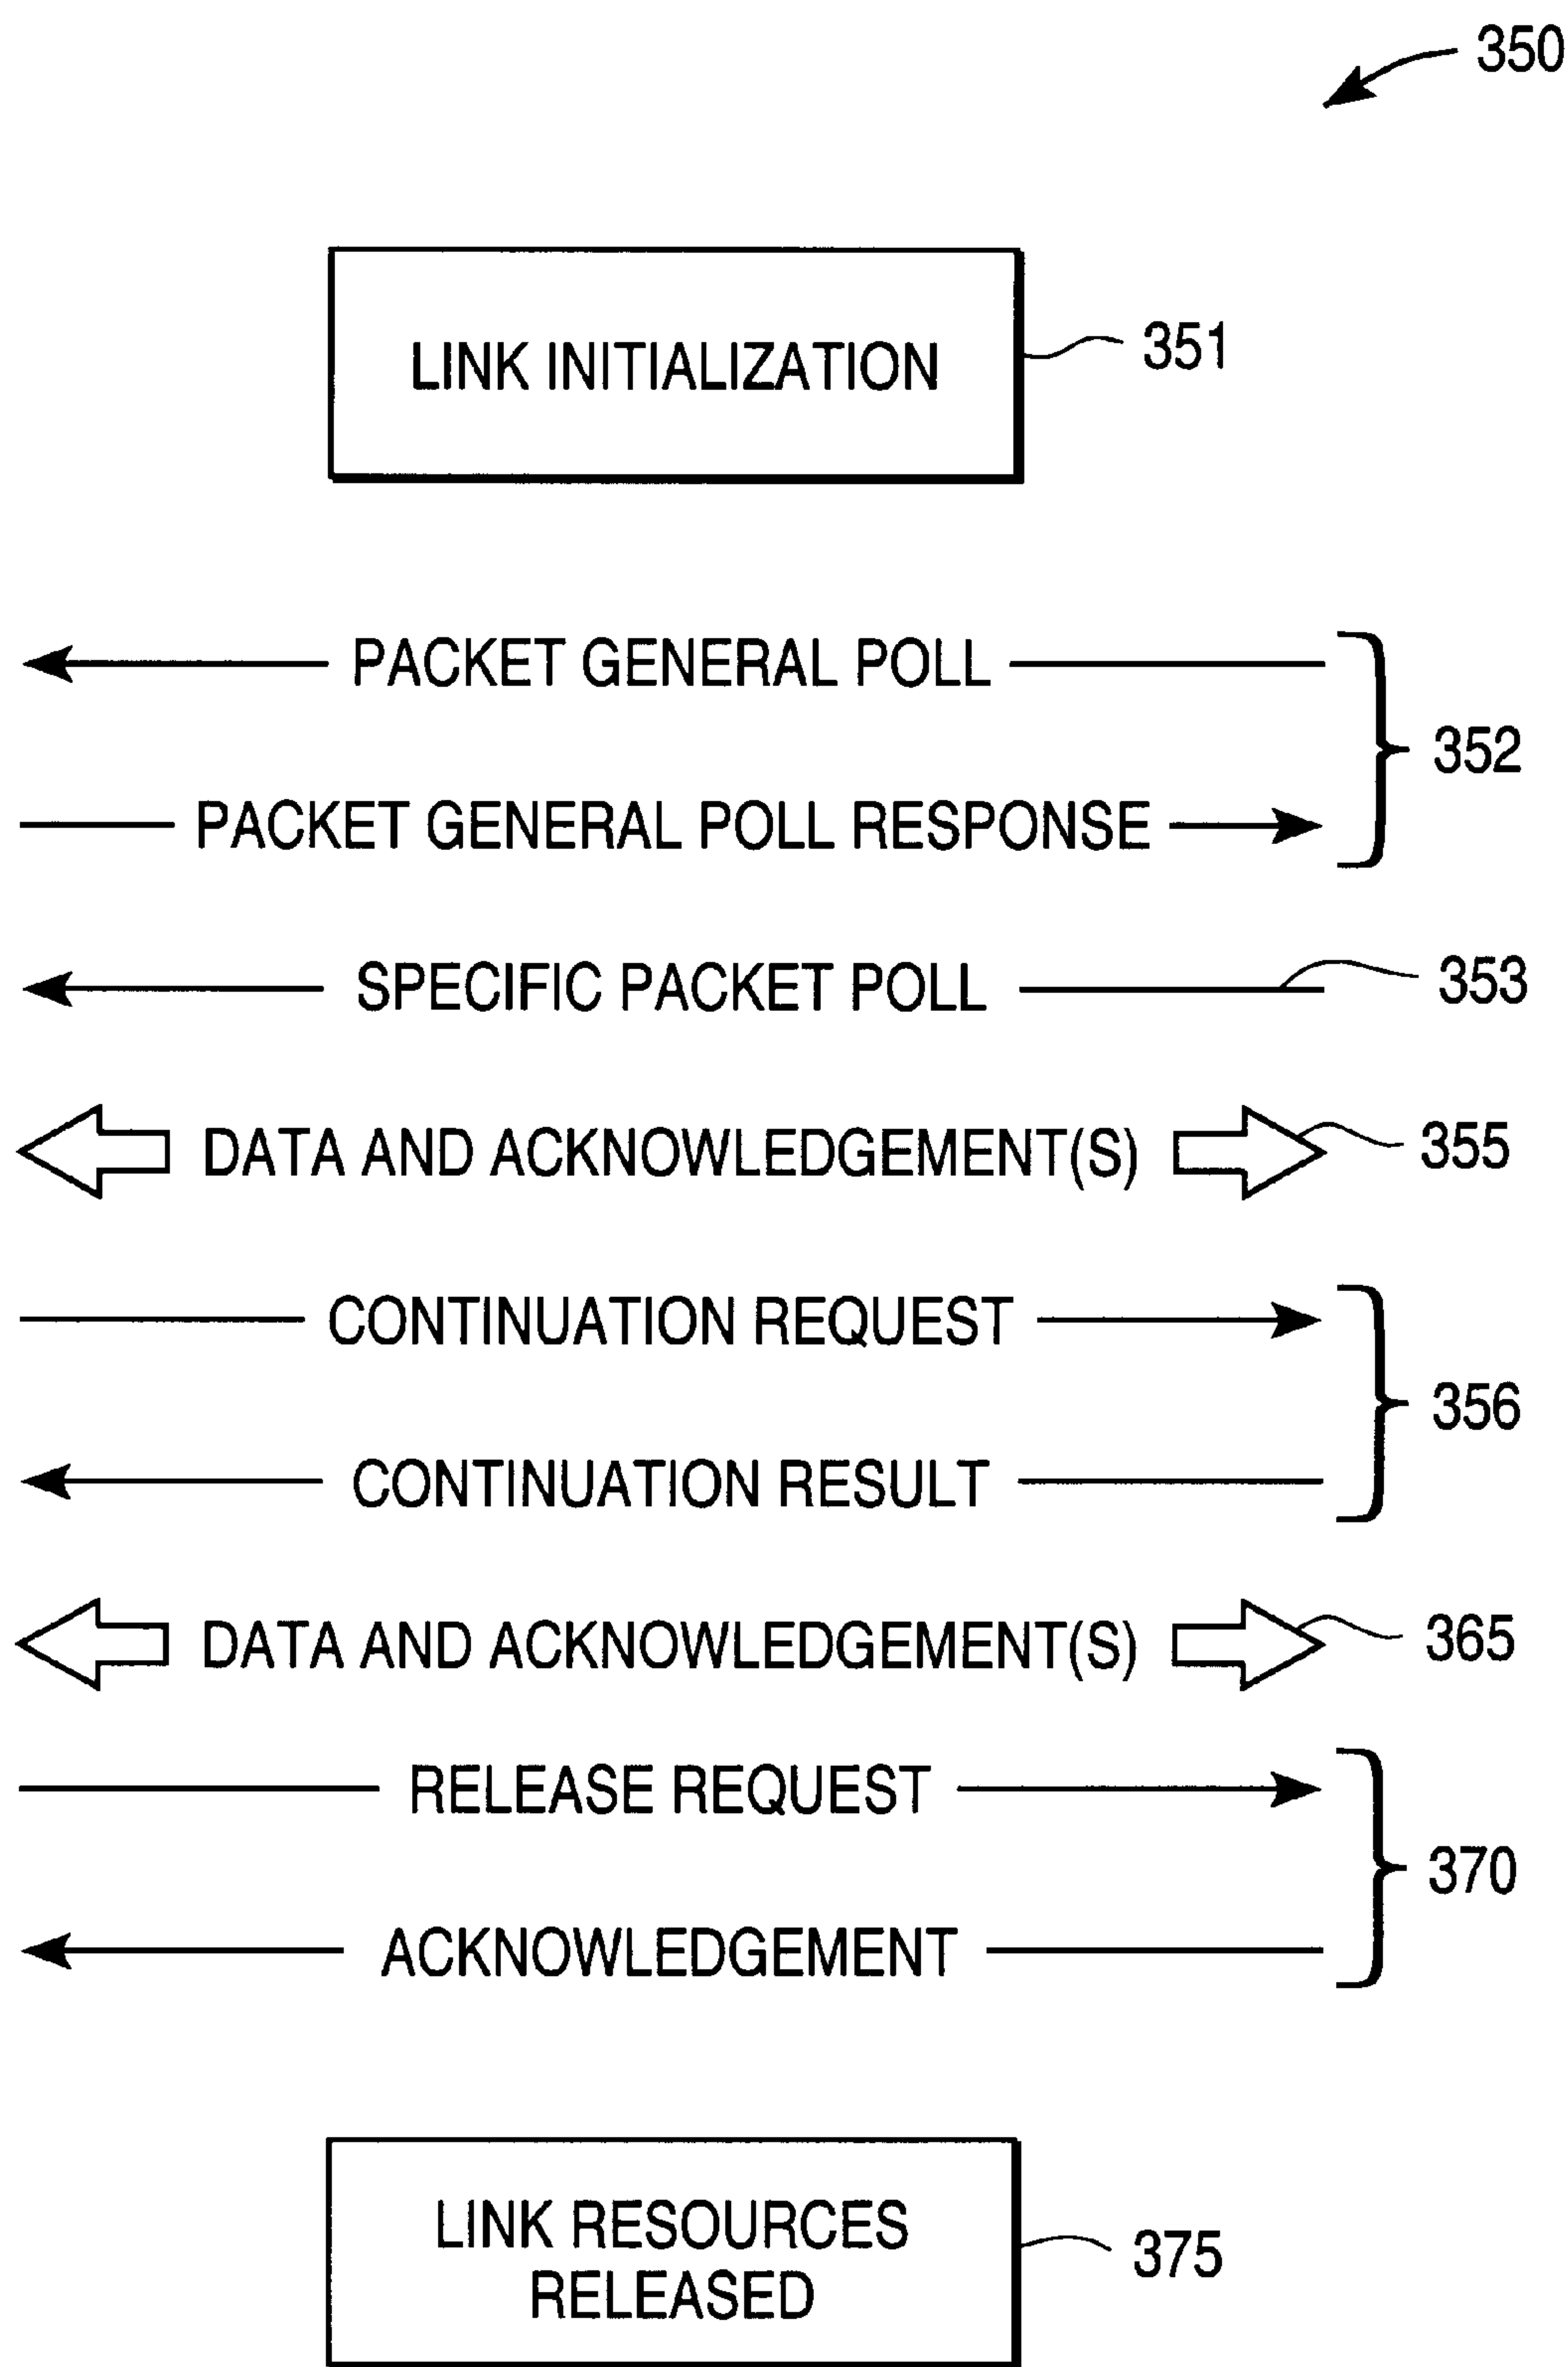 350
LINK INITIALIZATION
351
PACKET GENERAL POLL
352
PACKET GENERAL POLL RESPONSE
SPECIFIC PACKET POLL
353
DATA AND ACKNOWLEDGEMENT(S)
355
CONTINUATION REQUEST
356
CONTINUATION RESULT
DATA AND ACKNOWLEDGEMENT(S)
365
RELEASE REQUEST
370
ACKNOWLEDGEMENT
LINK RESOURCES
RELEASED
375